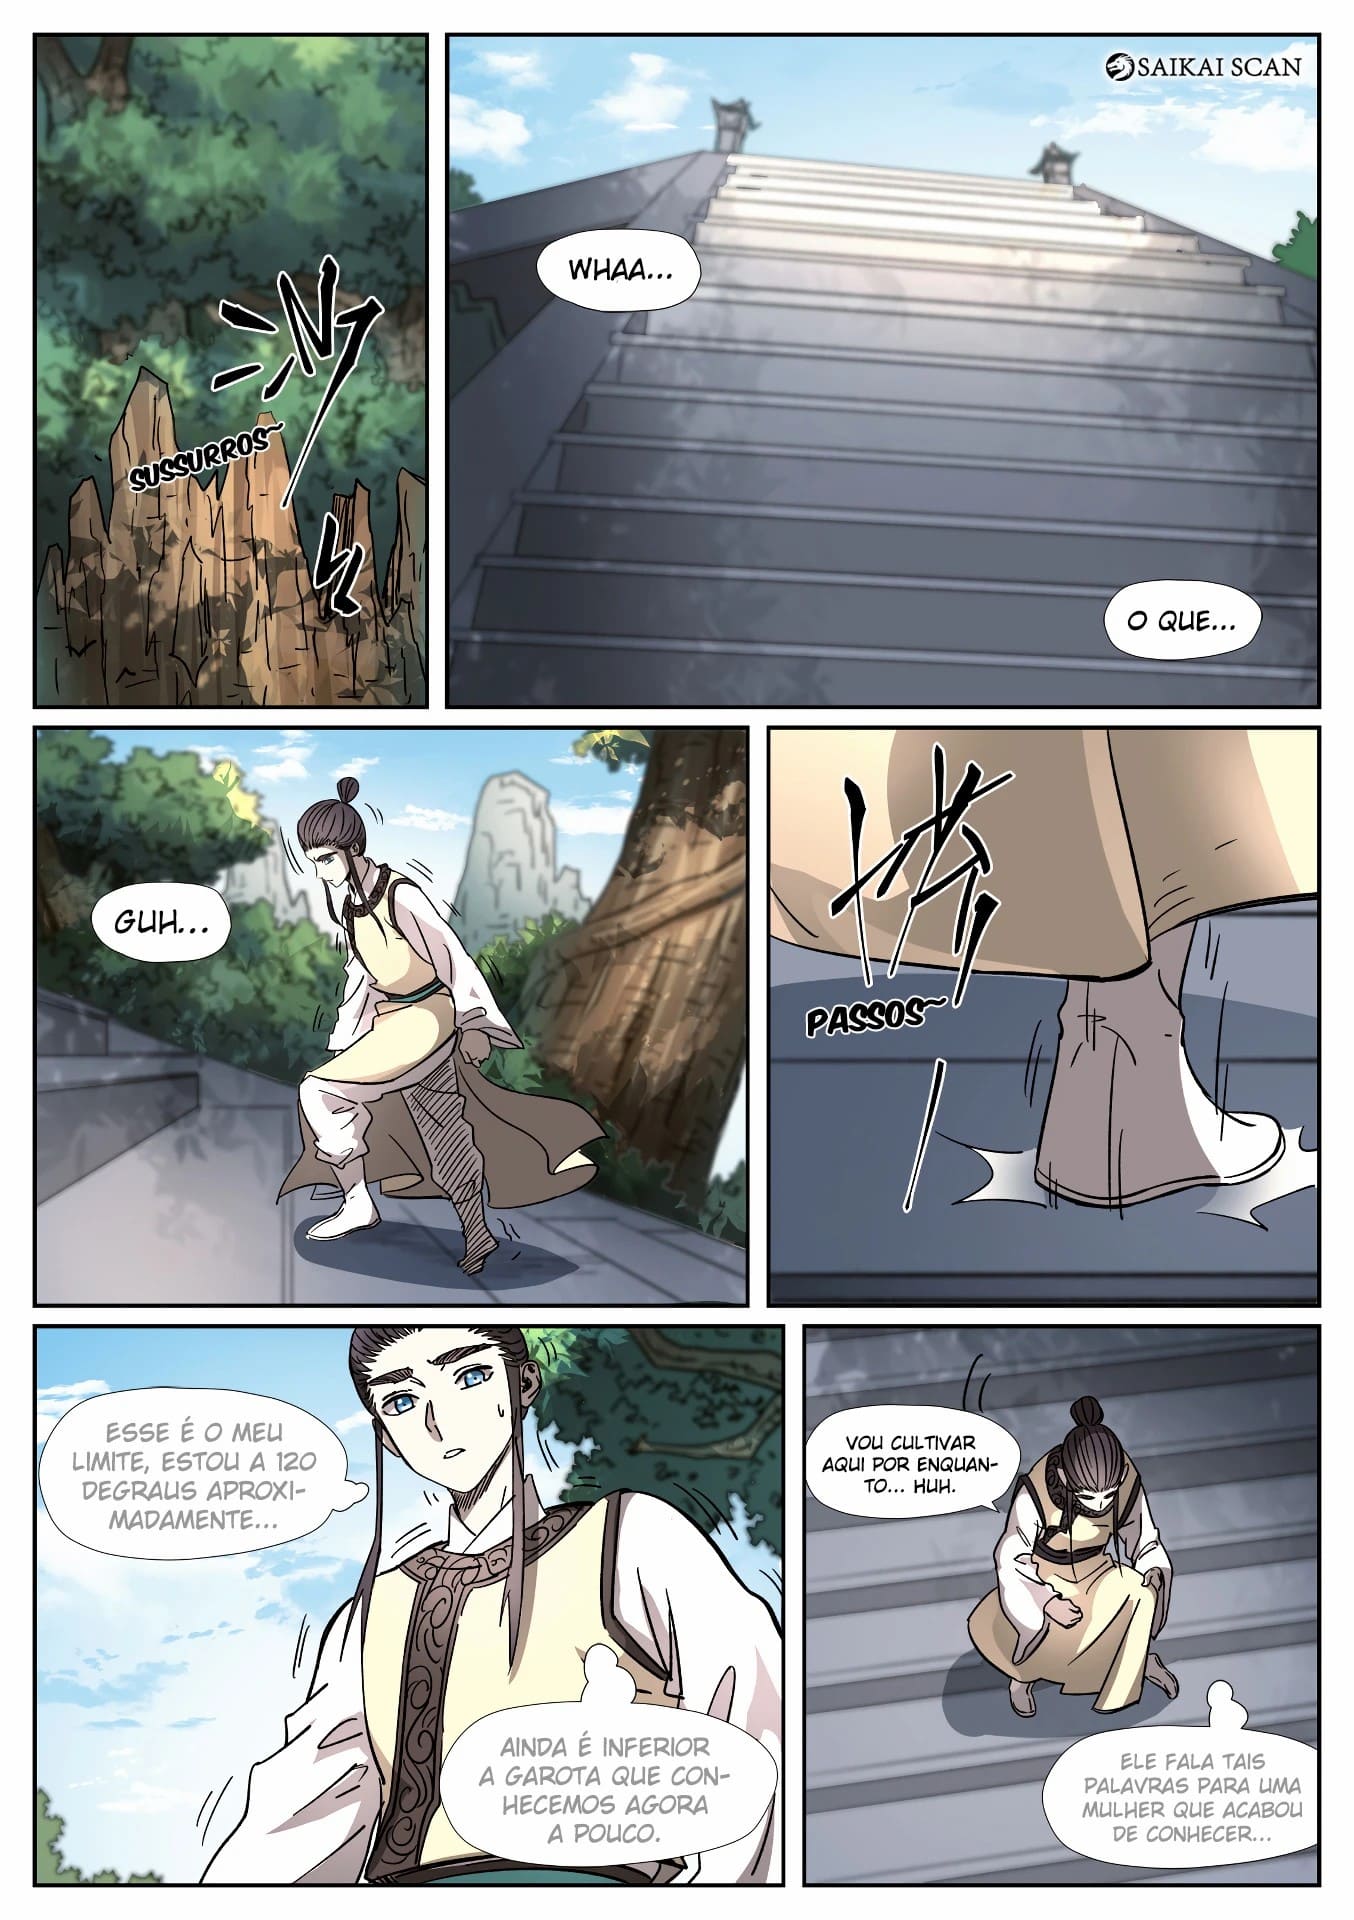 SAIKAI SCAN
SUSSURROS~
WHAA...
O QUE...
GUH...
PASSOS~
ESSE É O MEU
LIMITE, ESTOU A 120
DEGRAUS APROXI-
MADAMENTE...
AINDA É INFERIOR
A GAROTA QUE CON-
HECEMOS AGORA
A POUCO.
VOU CULTIVAR
AQUI POR ENQUAN-
TO... HUH.
ELE FALA TAIS
PALAVRAS PARA UMA
MULHER QUE ACABOU
DE CONHECER...